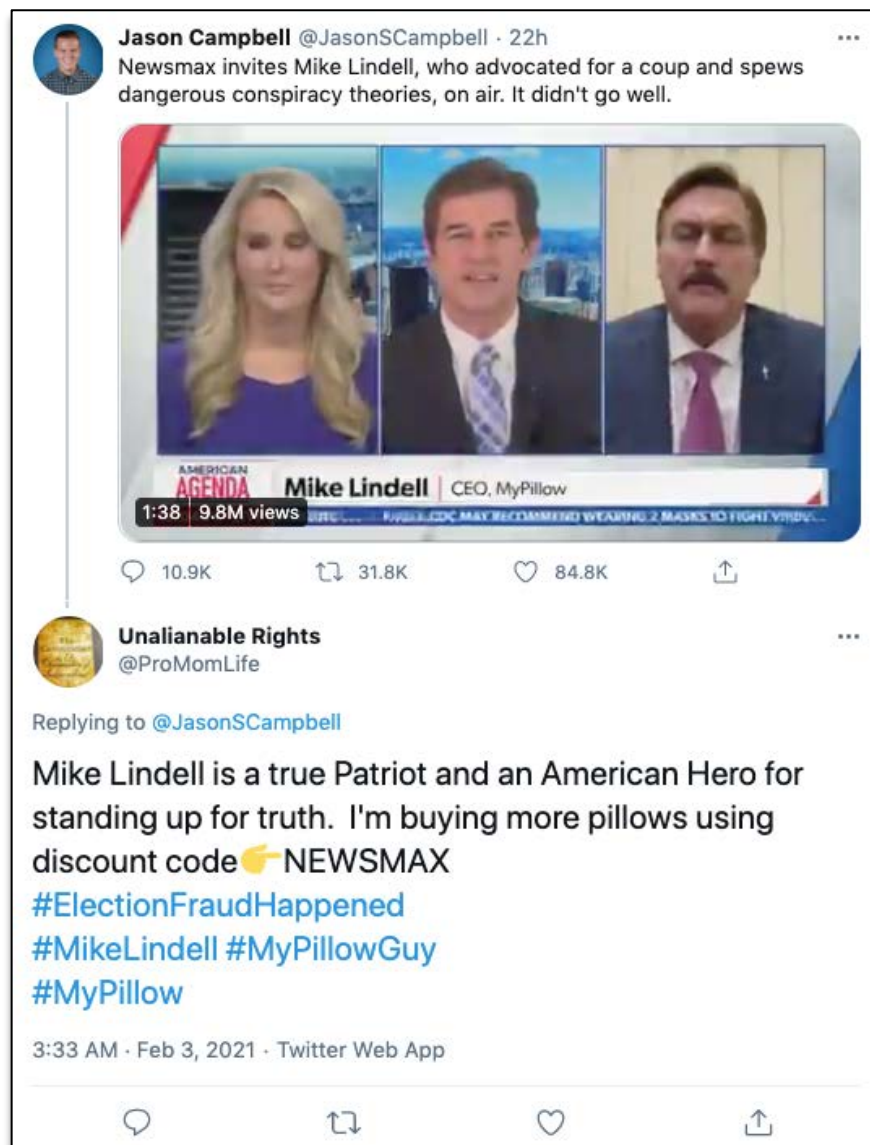 Jason Campbell @JasonSCampbell · 22h
Newsmax invites Mike Lindell, who advocated for a coup and spews
dangerous conspiracy theories, on air. It didn't go well.
AMERICAN
AGENDA
Mike Lindell | CEO, MyPillow
1:38 9.8M views
CDC MAY RECOMMEND WEARING 2 MASKS TO FIGHT
10.9K 31.8K 84.8K
Unalianable Rights
@ProMomLife
Replying to @JasonSCampbell
Mike Lindell is a true Patriot and an American Hero for
standing up for truth. I'm buying more pillows using
discount code👉NEWSMAX
#ElectionFraudHappened
#MikeLindell #MyPillowGuy
#MyPillow
3:33 AM · Feb 3, 2021 · Twitter Web App